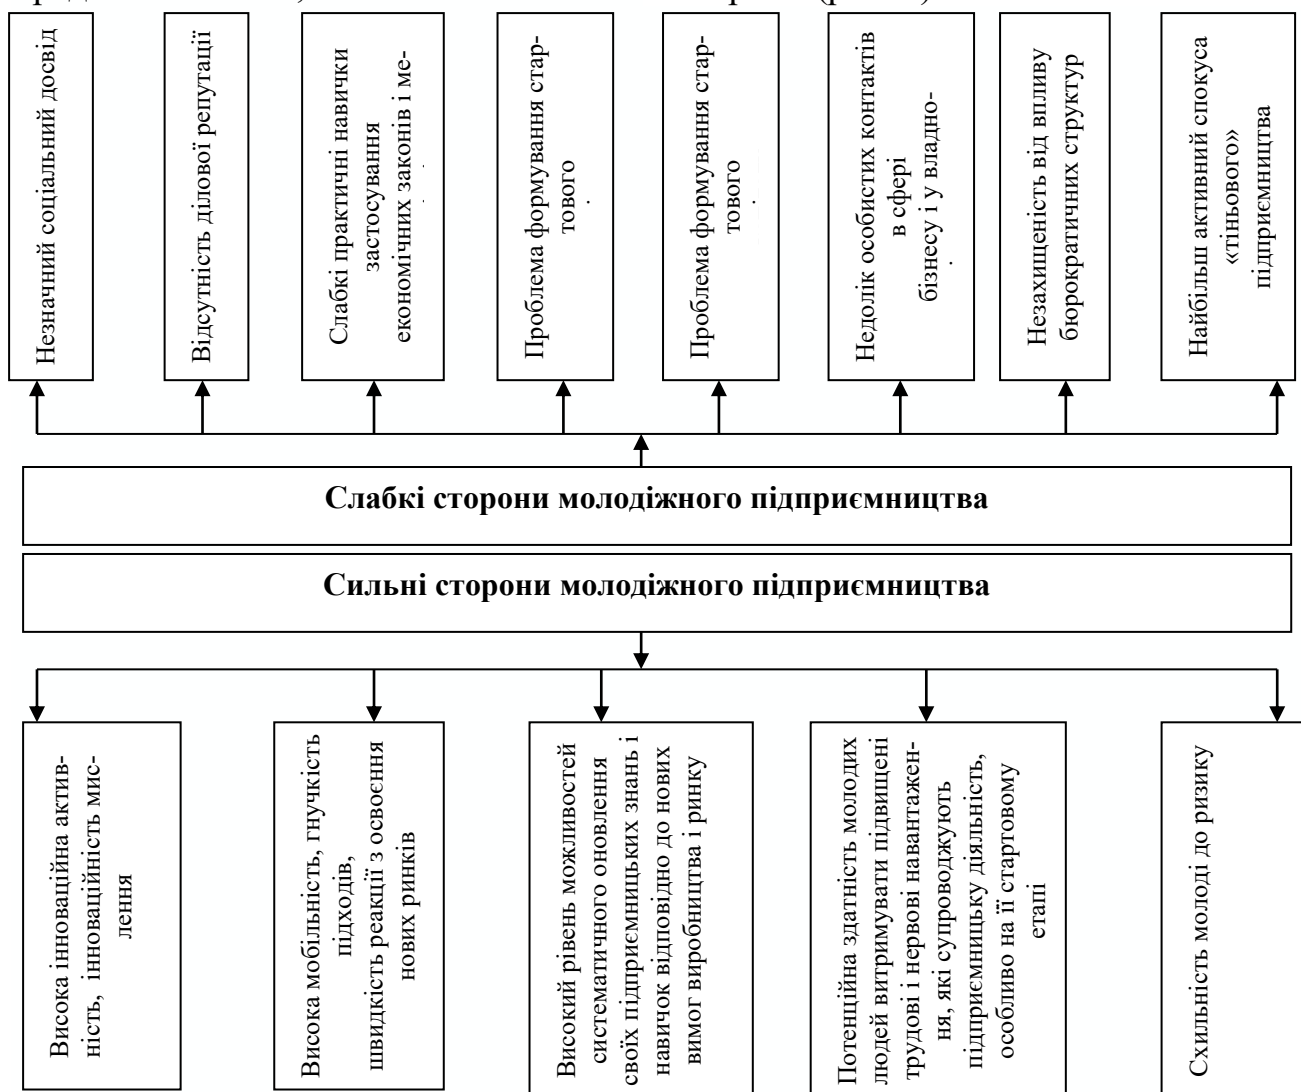 Незначний соціальний досвід
Відсутність ділової репутації
Слабкі практичні навички
застосування
економічних законів і ме-
Проблема формування стар-
тового
Проблема формування стар-
тового
Недолік особистих контактів
в сфері
бізнесу і у владно-
Незахищеність від впливу
бюрократичних структур
Найбільш активний спокуса
«тіньового»
підприємництва
Слабкі сторони молодіжного підприємництва
Сильні сторони молодіжного підприємництва
Висока інноваційна актив-
ність, інноваційність мис-
лення
Висока мобільність, гнучкість
підходів,
швидкість реакції з освоєння
нових ринків
Високий рівень можливостей
систематичного оновлення
своїх підприємницьких знань і
навичок відповідно до нових
вимог виробництва і ринку
Потенційна здатність молодих
людей витримувати підвищені
трудові і нервові навантажен-
ня, які супроводжують
підприємницьку діяльність,
особливо на її стартовому
етапі
Схильність молоді до ризику